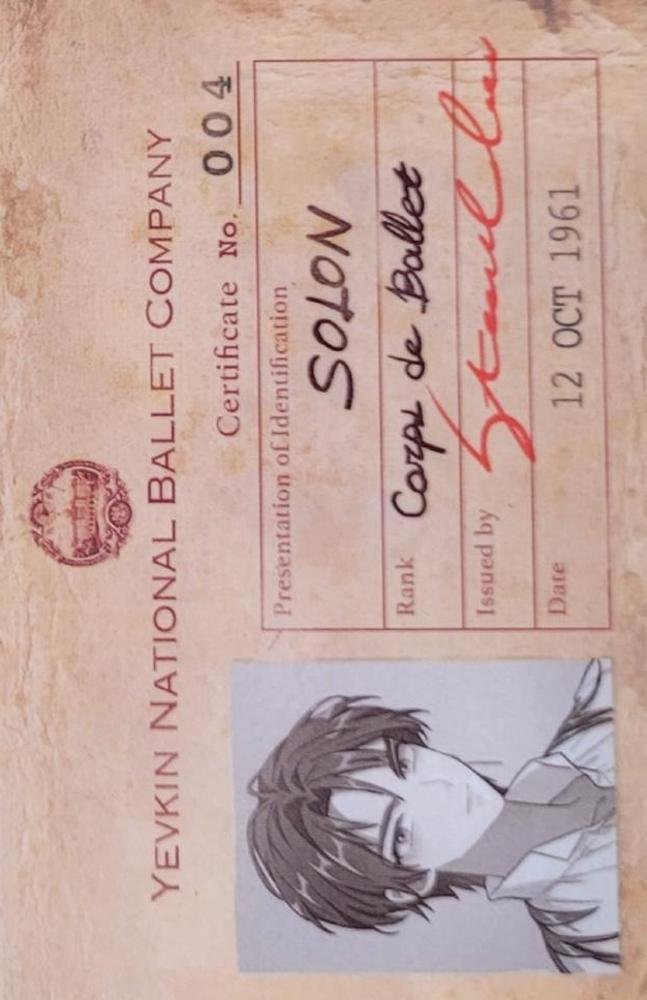 YEVKIN NATIONAL BALLET COMPANY
Certificate No. 004
Presentation of Identification
SOLON
Rank Corps de Ballet
Issued by
Date 12 OCT 1961